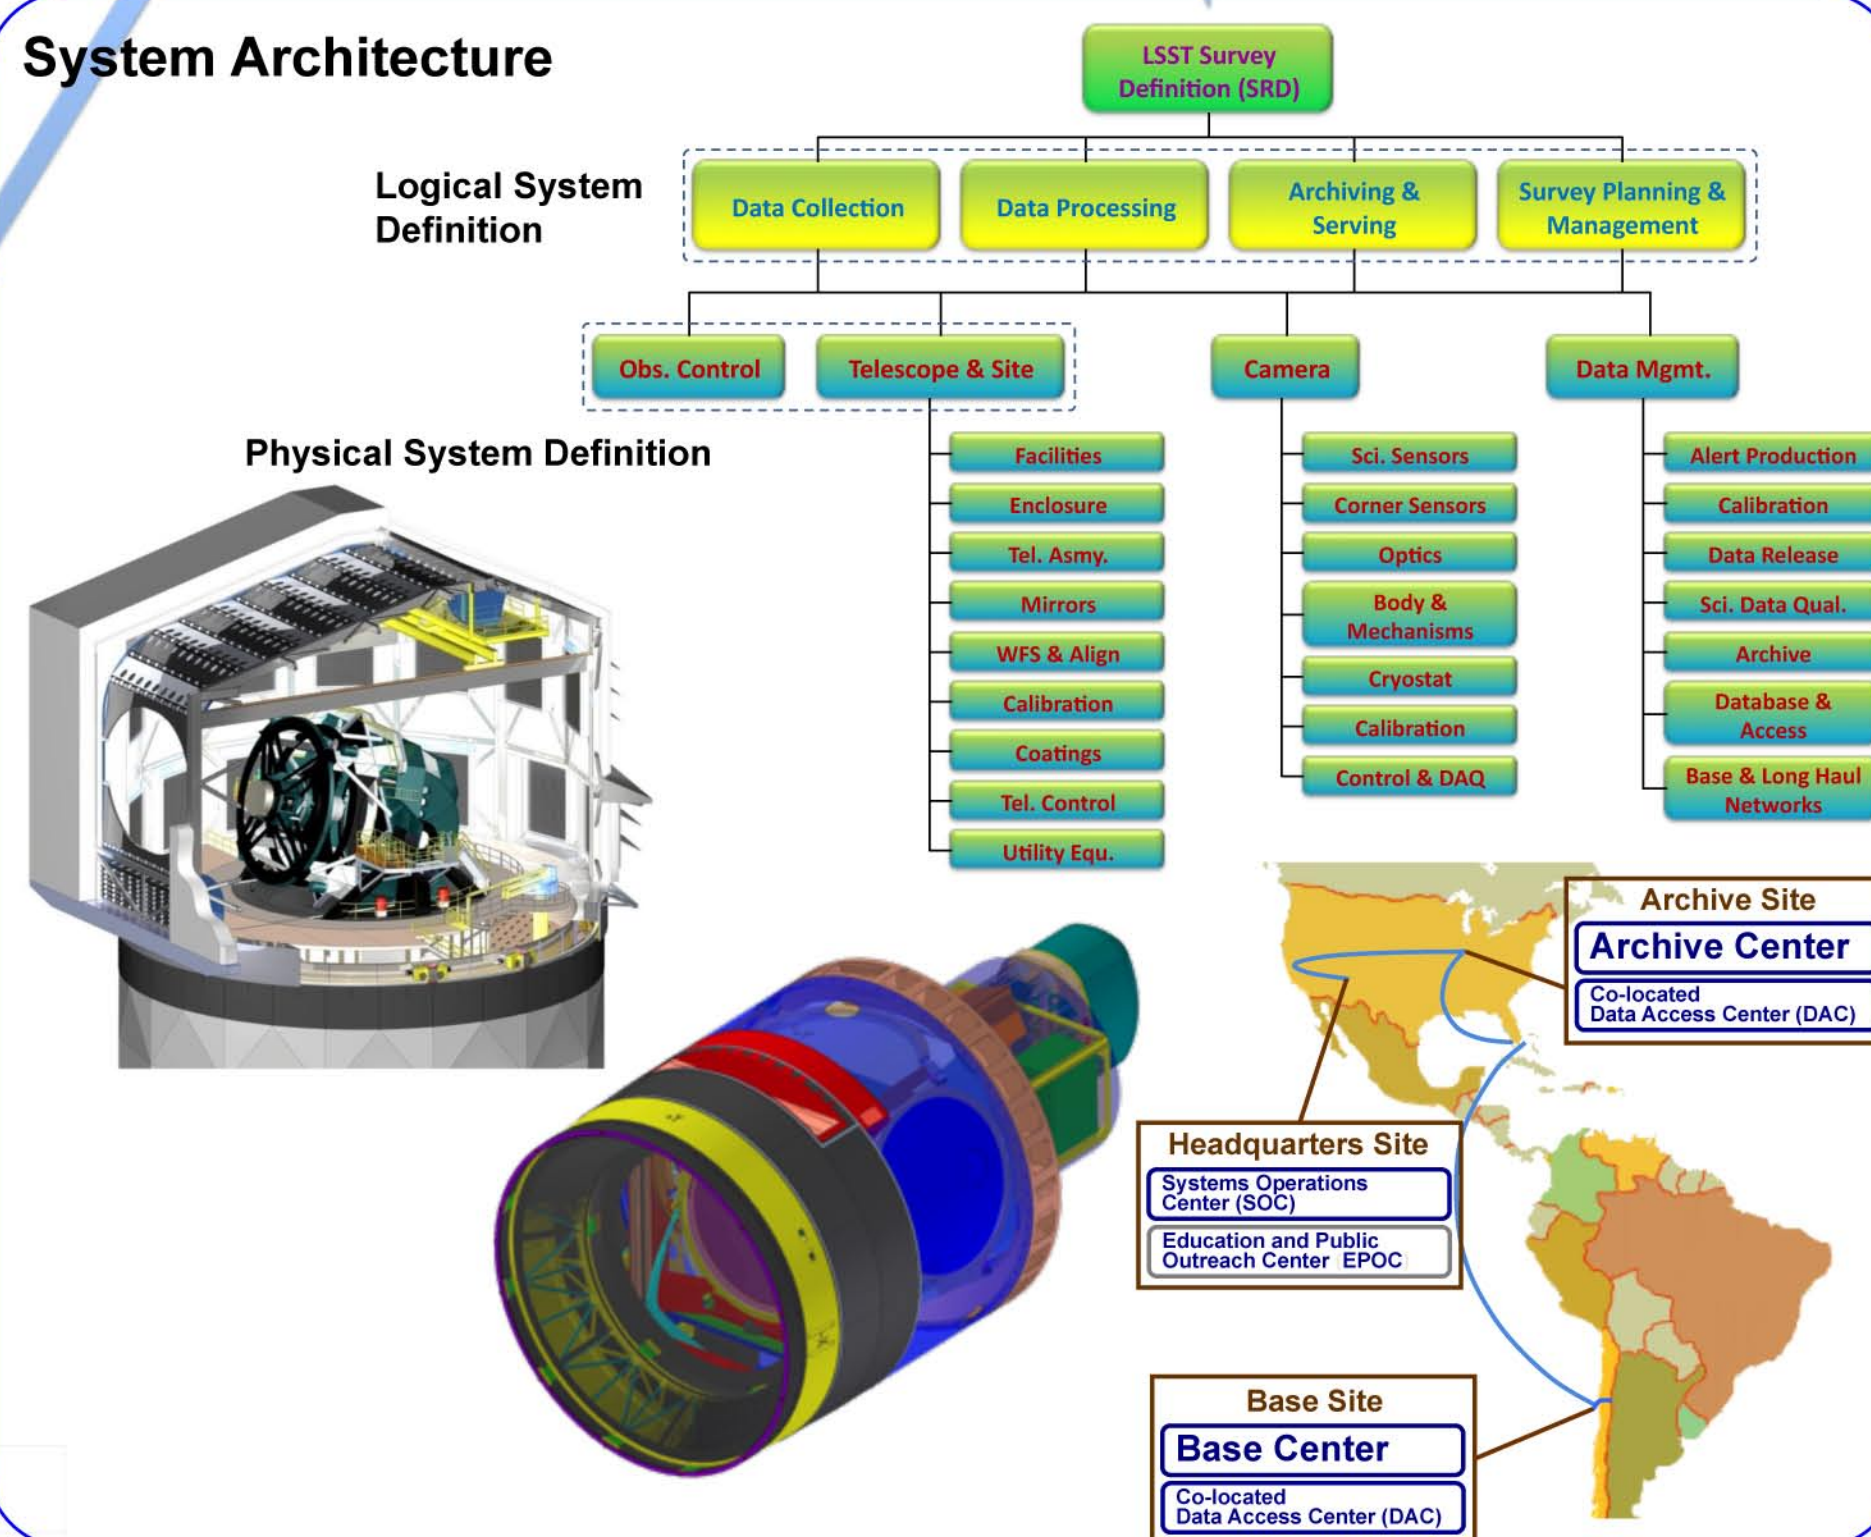 System Architecture
LSST Survey
Definition (SRD)
Logical System
Definition
Data Collection
Data Processing
Archiving &
Serving
Survey Planning &
Management
Obs. Control
Telescope & Site
Camera
Data Mgmt.
Physical System Definition
Facilities
Enclosure
Tel. Asmy.
Mirrors
WFS & Align
Calibration
Coatings
Tel. Control
Utility Equ.
Sci. Sensors
Corner Sensors
Optics
Body &
Mechanisms
Cryostat
Calibration
Control & DAQ
Alert Production
Calibration
Data Release
Sci. Data Qual.
Archive
Database &
Access
Base & Long Haul
Networks
Archive Site
Archive Center
Co-located
Data Access Center (DAC)
Headquarters Site
Systems Operations
Center (SOC)
Education and Public
Outreach Center (EPOC)
Base Site
Base Center
Co-located
Data Access Center (DAC)